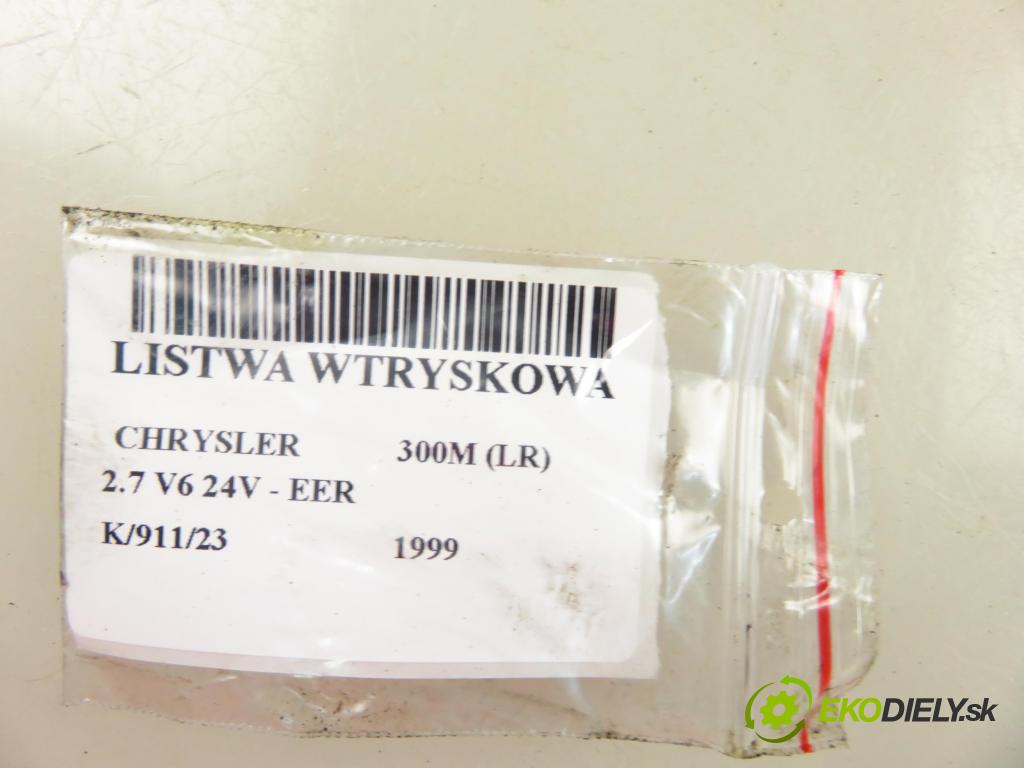 LISTWA WTRYSKOWA
CHRYSLER 300M (LR)
2.7 V6 24V - EER
K/911/23 1999
EKODIELY.sk